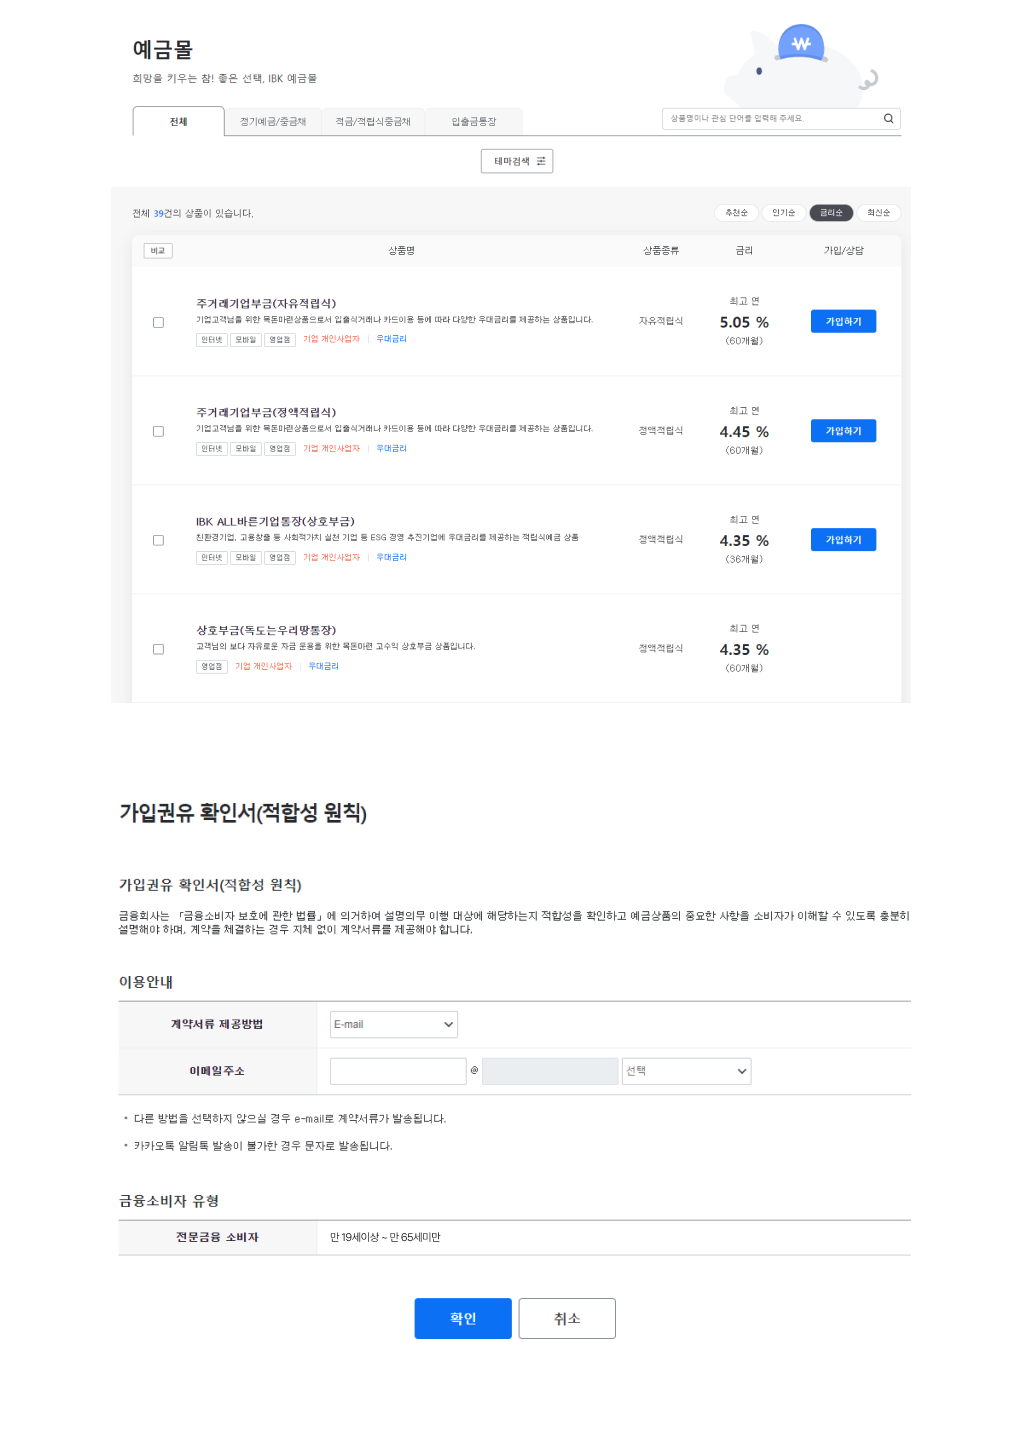 예금몰
희망을 키우는 참! 좋은 선택, IBK 예금몰
전체
정기예금/중금채
적금/적립식중금채
입출금통장
상품명이나 관심 단어를 입력해 주세요.
테마검색
전체 39건의 상품이 있습니다.
추천순
인기순
금리순
최신순
비교
상품명
상품종류
금리
가입/상담
주거래기업부금(자유적립식)
기업고객님을 위한 목돈마련상품으로서 입출식거래나 카드이용 등에 따라 다양한 우대금리를 제공하는 상품입니다.
인터넷 모바일 영업점 기업 개인사업자 | 우대금리
자유적립식
최고 연
5.05 %
(60개월)
가입하기
주거래기업부금(정액적립식)
기업고객님을 위한 목돈마련상품으로서 입출식거래나 카드이용 등에 따라 다양한 우대금리를 제공하는 상품입니다.
인터넷 모바일 영업점 기업 개인사업자 | 우대금리
정액적립식
최고 연
4.45 %
(60개월)
가입하기
IBK ALL바른기업통장(상호부금)
친환경기업, 고용창출 등 사회적가치 실천 기업 등 ESG 경영 추진기업에 우대금리를 제공하는 적립식예금 상품
인터넷 모바일 영업점 기업 개인사업자 | 우대금리
정액적립식
최고 연
4.35 %
(36개월)
가입하기
상호부금(독도는우리땅통장)
고객님의 보다 자유로운 자금 운용을 위한 목돈마련 고수익 상호부금 상품입니다.
영업점 기업 개인사업자 | 우대금리
정액적립식
최고 연
4.35 %
(60개월)
가입권유 확인서(적합성 원칙)
가입권유 확인서(적합성 원칙)
금융회사는 「금융소비자 보호에 관한 법률」에 의거하여 설명의무 이행 대상에 해당하는지 적합성을 확인하고 예금상품의 중요한 사항을 소비자가 이해할 수 있도록 충분히
설명해야 하며, 계약을 체결하는 경우 지체 없이 계약서류를 제공해야 합니다.
이용안내
계약서류 제공방법
E-mail
이메일주소
@
선택
• 다른 방법을 선택하지 않으실 경우 e-mail로 계약서류가 발송됩니다.
• 카카오톡 알림톡 발송이 불가한 경우 문자로 발송됩니다.
금융소비자 유형
전문금융 소비자
만 19세이상 ~ 만 65세미만
확인
취소